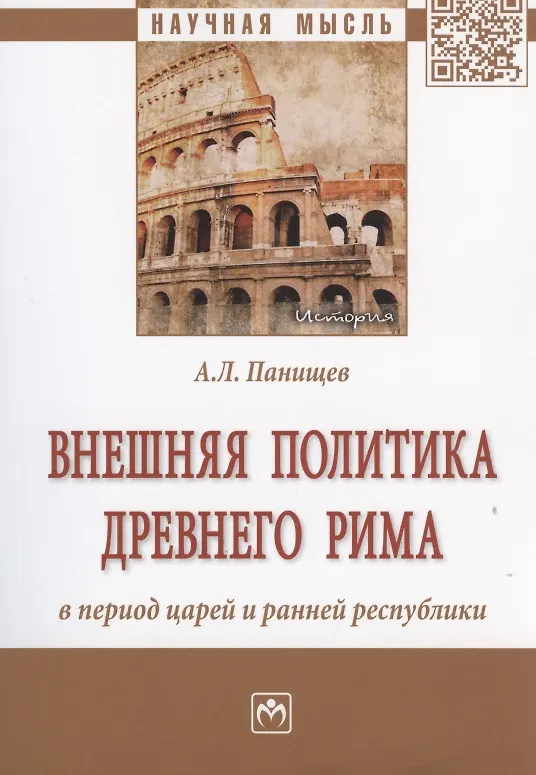 НАУЧНАЯ МЫСЛЬ
История
А.Л. Панищев
ВНЕШНЯЯ ПОЛИТИКА
ДРЕВНЕГО РИМА
в период царей и ранней республики